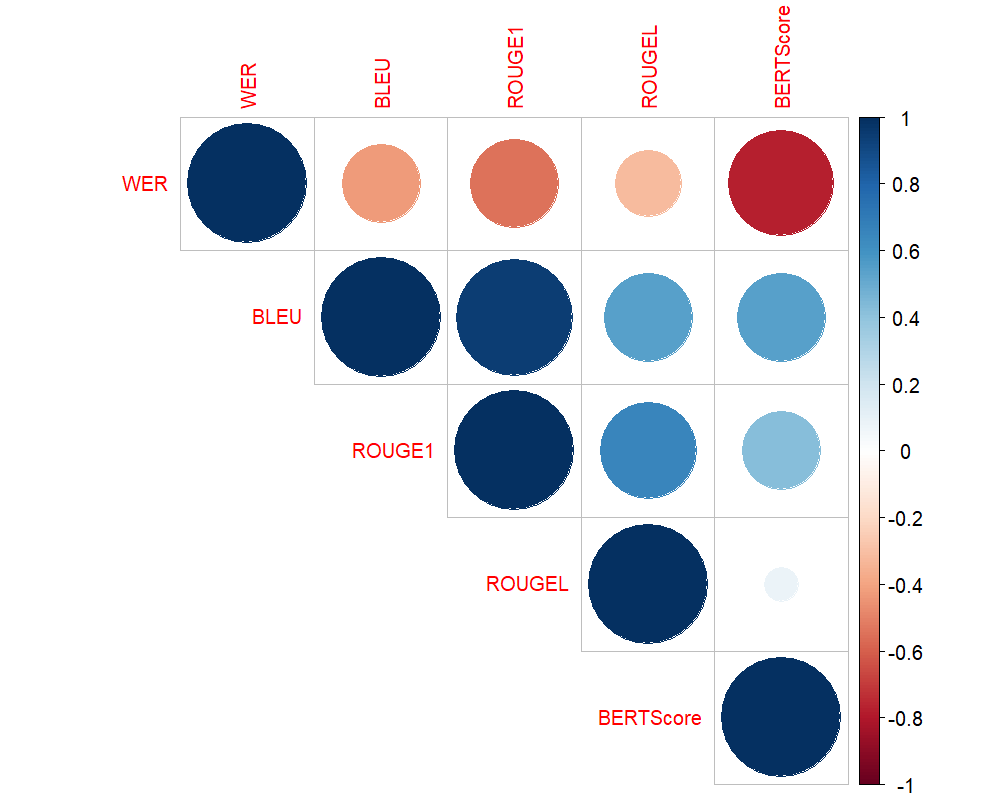 WER
BLEU
ROUGE1
ROUGEL
BERTScore
WER
BLEU
ROUGE1
ROUGEL
BERTScore
1
0.8
0.6
0.4
0.2
0
-0.2
-0.4
-0.6
-0.8
-1